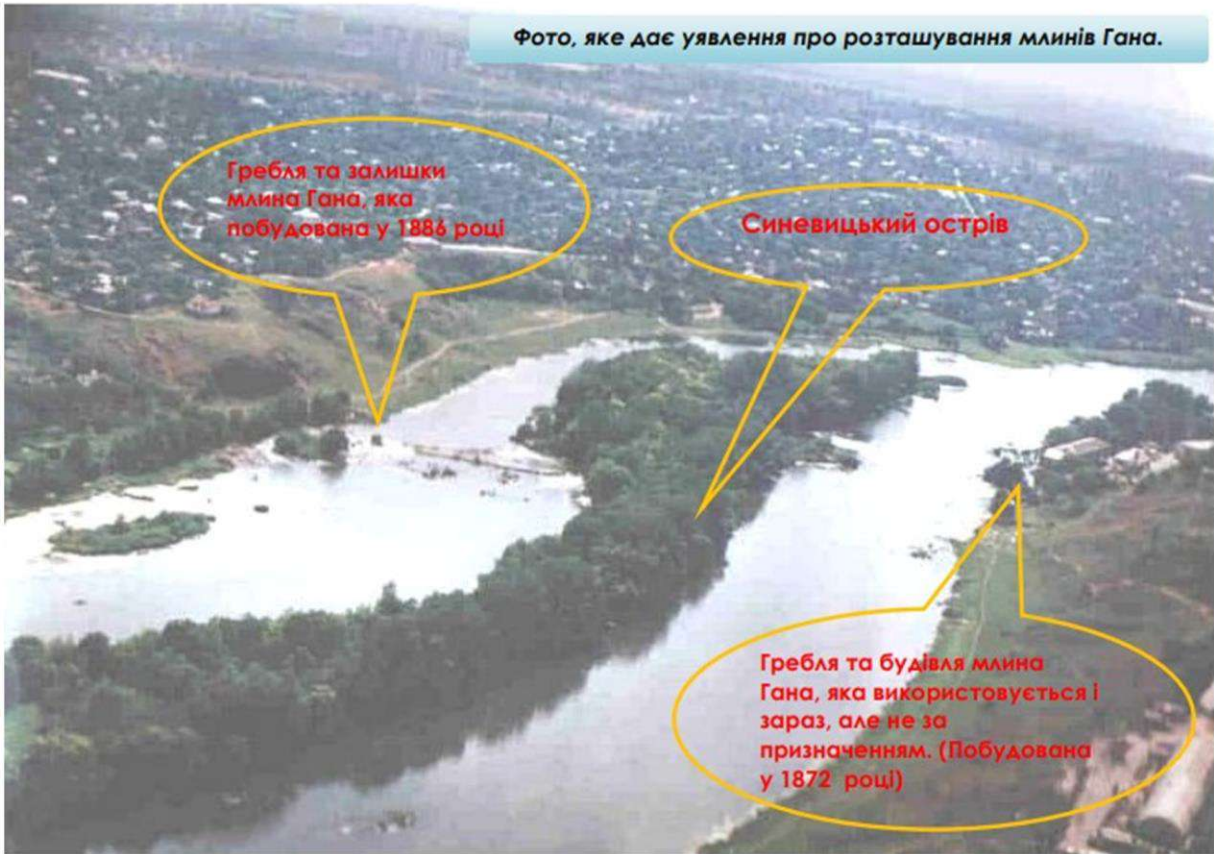 Фото, яке дає уявлення про розташування млинів Гана.
Гребля та залишки
млина Гана, яка
побудована у 1886 році
Синевицький острів
Гребля та будівля млина
Гана, яка використовується і
зараз, але не за
призначенням. (Побудована
у 1872 році)